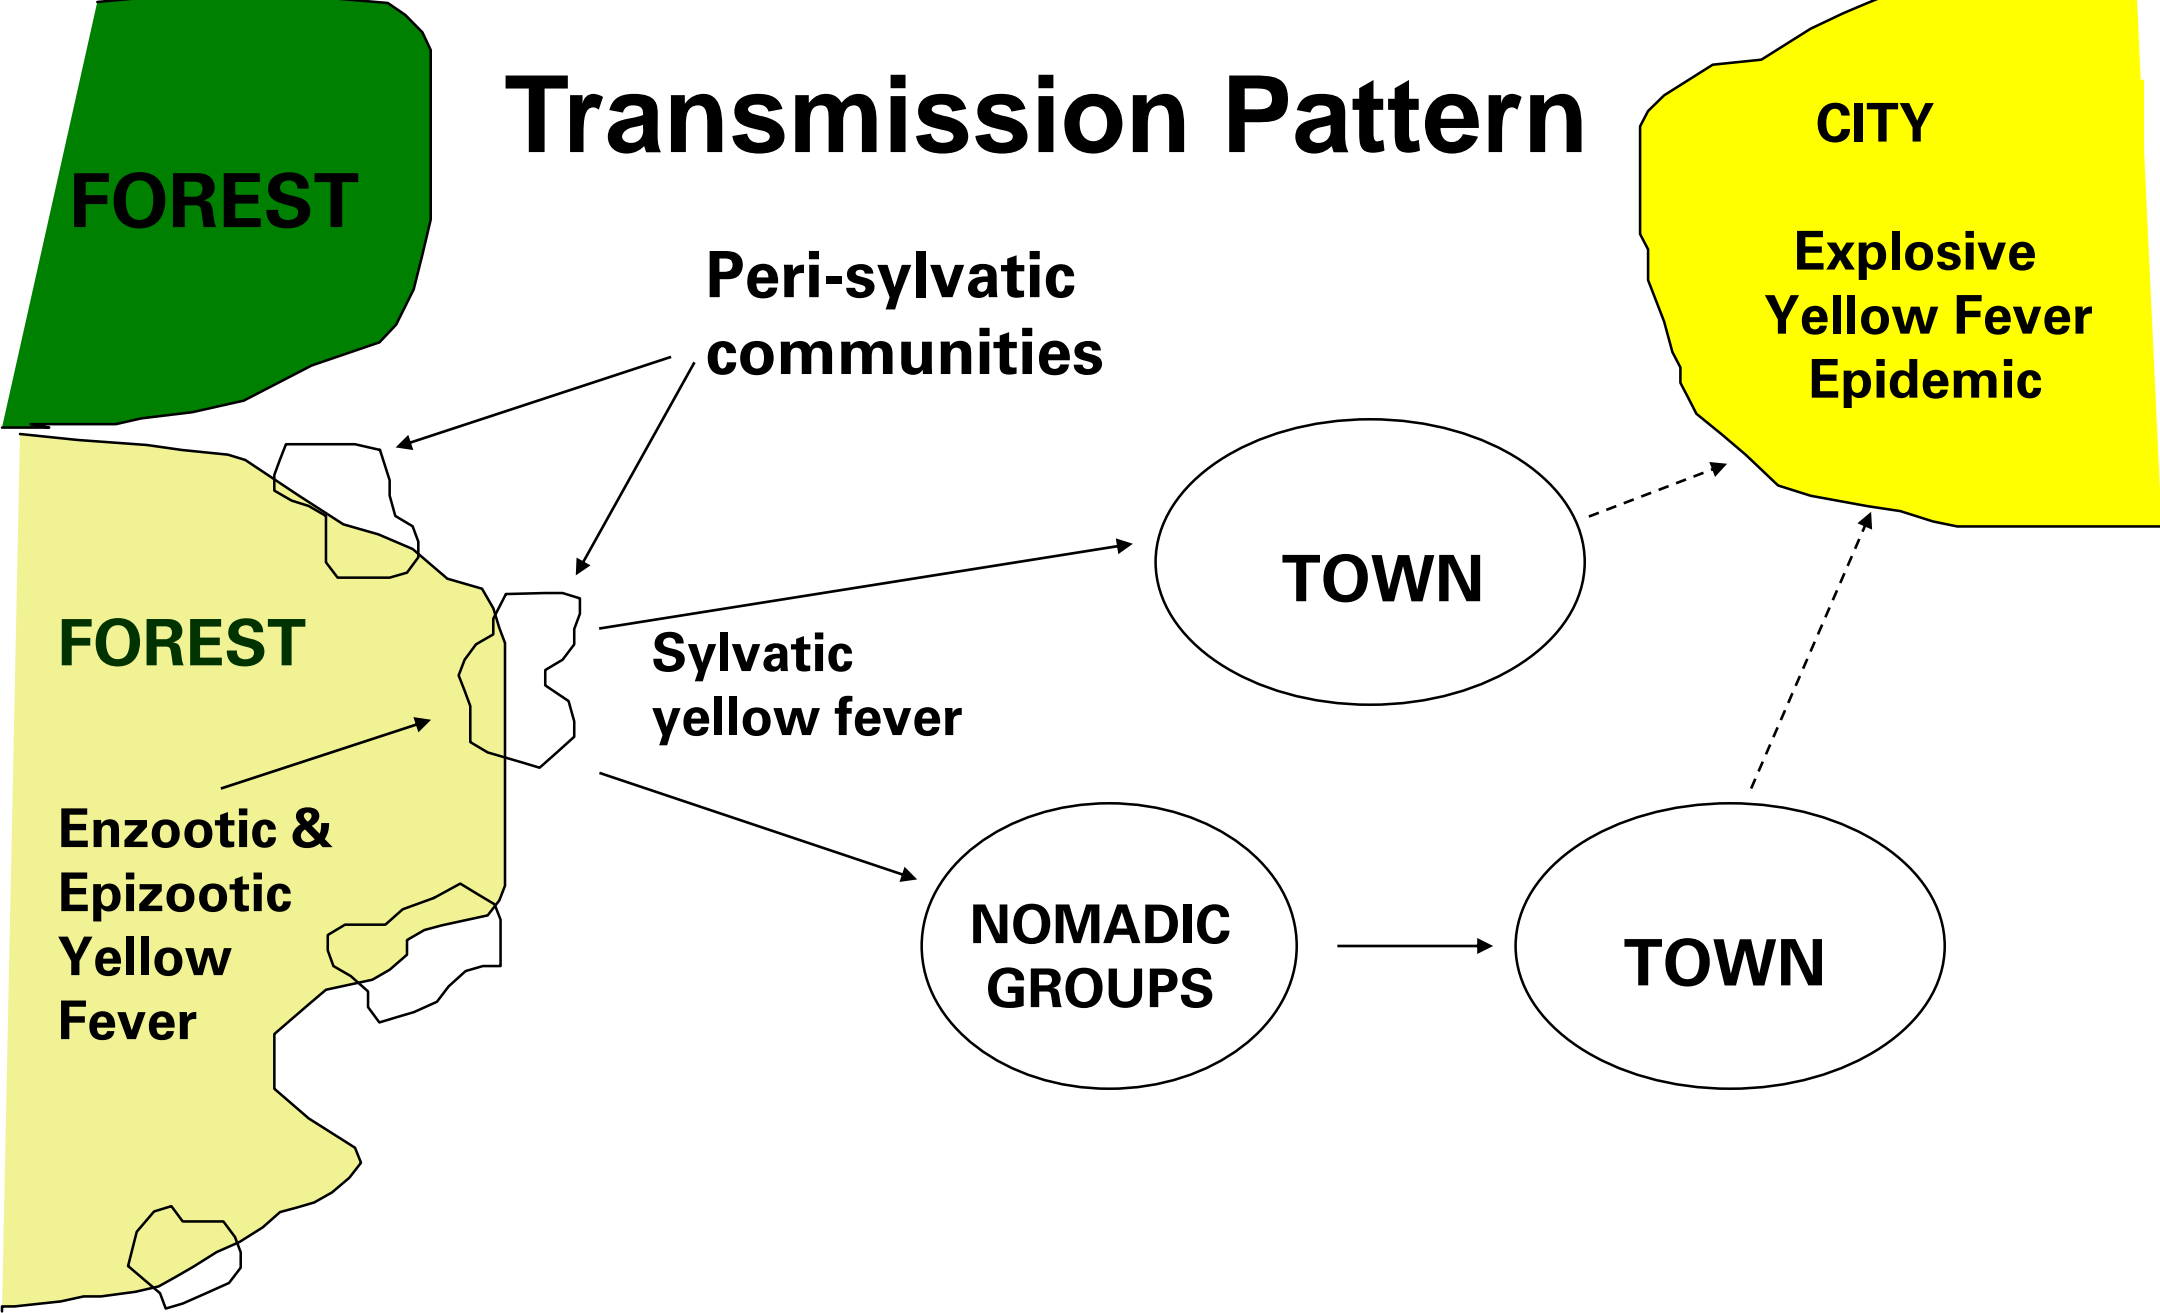 Transmission Pattern
FOREST
CITY
Explosive
Yellow Fever
Epidemic
Peri-sylvatic
communities
TOWN
FOREST
Sylvatic
yellow fever
Enzootic &
Epizootic
Yellow
Fever
NOMADIC
GROUPS
TOWN